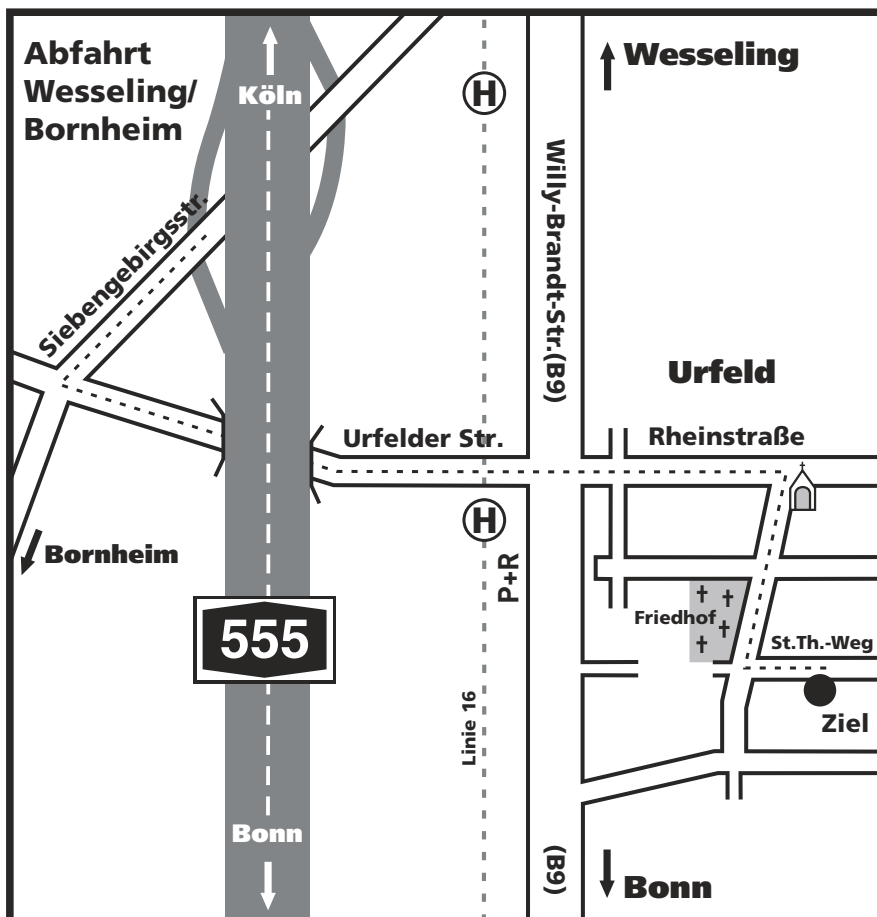 Abfahrt
Wesseling/
Bornheim
Köln
H
Wesseling
Siebengebirgsstr.
Willy-Brandt-Str.(B9)
Urfeld
Urfelder Str.
Rheinstraße
H
Bornheim
P+R
555
Friedhof
St.Th.-Weg
Linie 16
Ziel
Bonn
(B9)
Bonn